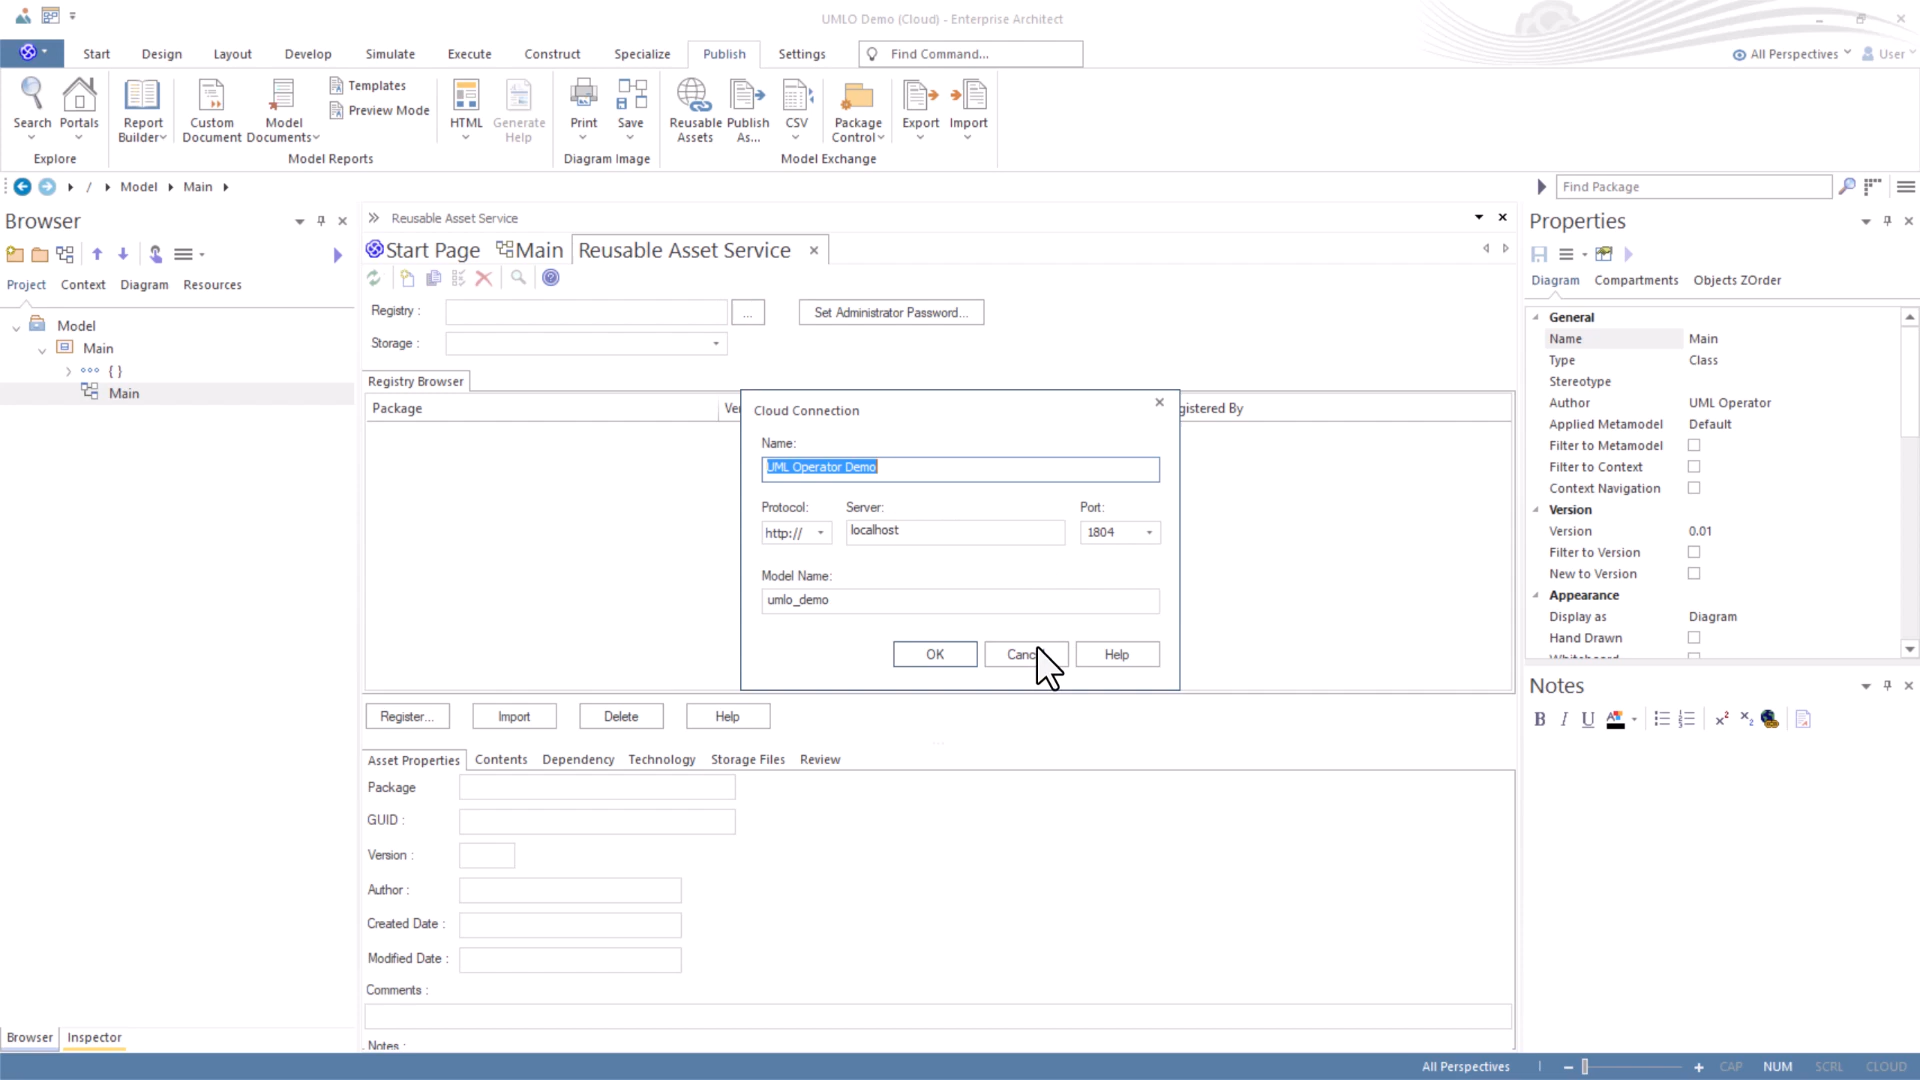 UMLO Demo (Cloud) - Enterprise Architect
Start Design Layout Develop Simulate Execute Construct Specialize Publish Settings Find Command... All Perspectives User
Search Portals Report Builder Custom Document Model Documents Templates Preview Mode HTML Generate Help Print Save Reusable Assets Publish As... CSV Package Control Export Import
Explore Model Reports Diagram Image Model Exchange
/ Model Main Find Package
Browser
Project Context Diagram Resources
Model
Main
{ }
Main
Reusable Asset Service
Start Page Main Reusable Asset Service
Registry : ... Set Administrator Password...
Storage :
Registry Browser
Package Ver gistered By
Cloud Connection
Name:
UML Operator Demo
Protocol: Server: Port:
http:// localhost 1804
Model Name:
umlo_demo
OK Canc Help
Register... Import Delete Help
Asset Properties Contents Dependency Technology Storage Files Review
Package
GUID :
Version :
Author :
Created Date :
Modified Date :
Comments :
Notes :
Properties
Diagram Compartments Objects ZOrder
General
Name Main
Type Class
Stereotype
Author UML Operator
Applied Metamodel Default
Filter to Metamodel
Filter to Context
Context Navigation
Version
Version 0.01
Filter to Version
New to Version
Appearance
Display as Diagram
Hand Drawn
Notes
B I U A x² x₂
Browser Inspector
All Perspectives CAP NUM SCRL CLOUD